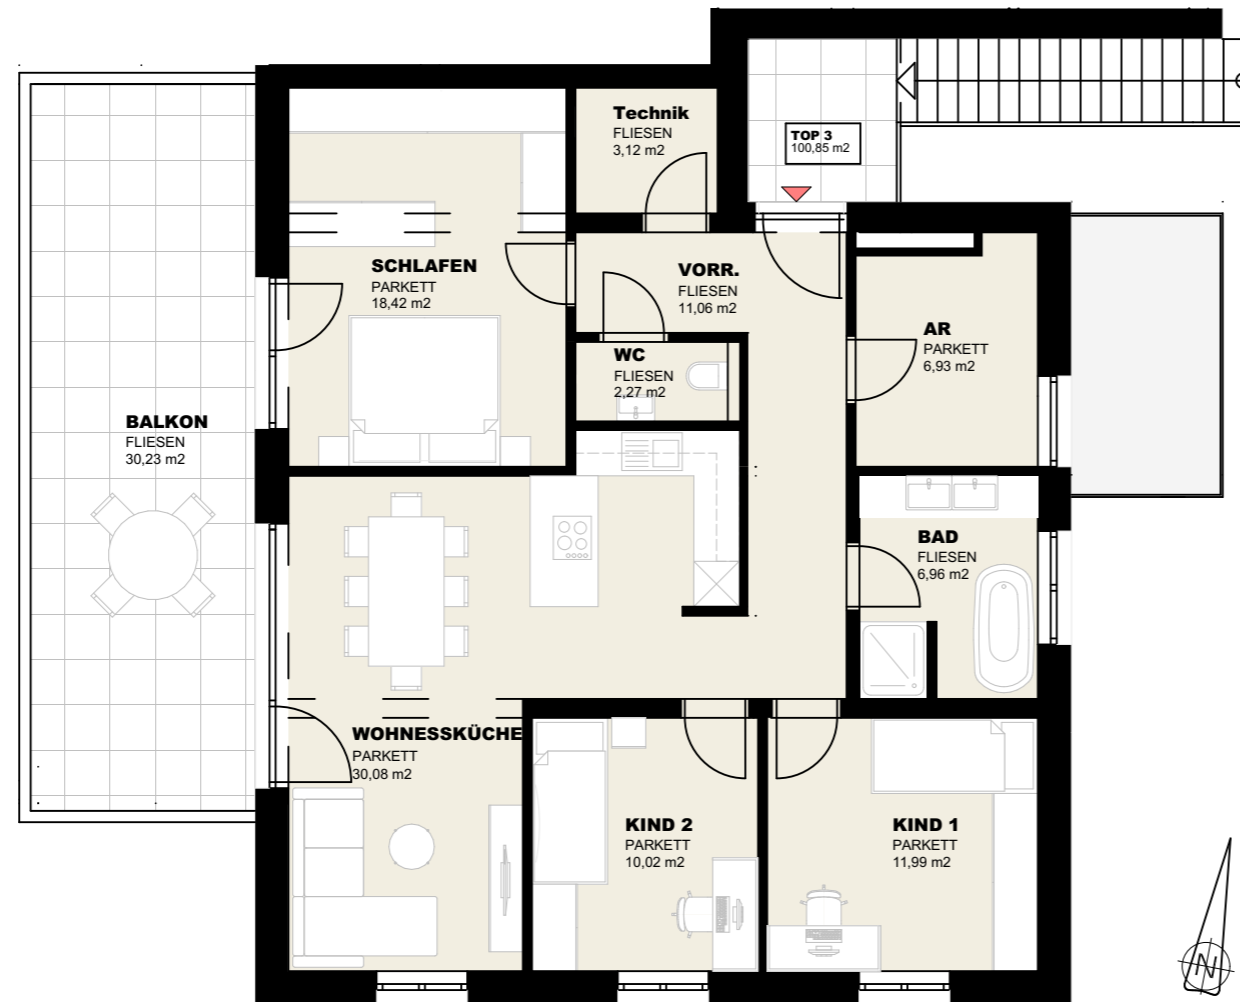 Technik
FLIESEN
3,12 m2
TOP 3
100,85 m2
SCHLAFEN
PARKETT
18,42 m2
VORR.
FLIESEN
11,06 m2
AR
PARKETT
6,93 m2
WC
FLIESEN
2,27 m2
BALKON
FLIESEN
30,23 m2
BAD
FLIESEN
6,96 m2
WOHNESSKÜCHE
PARKETT
30,08 m2
KIND 2
PARKETT
10,02 m2
KIND 1
PARKETT
11,99 m2
N